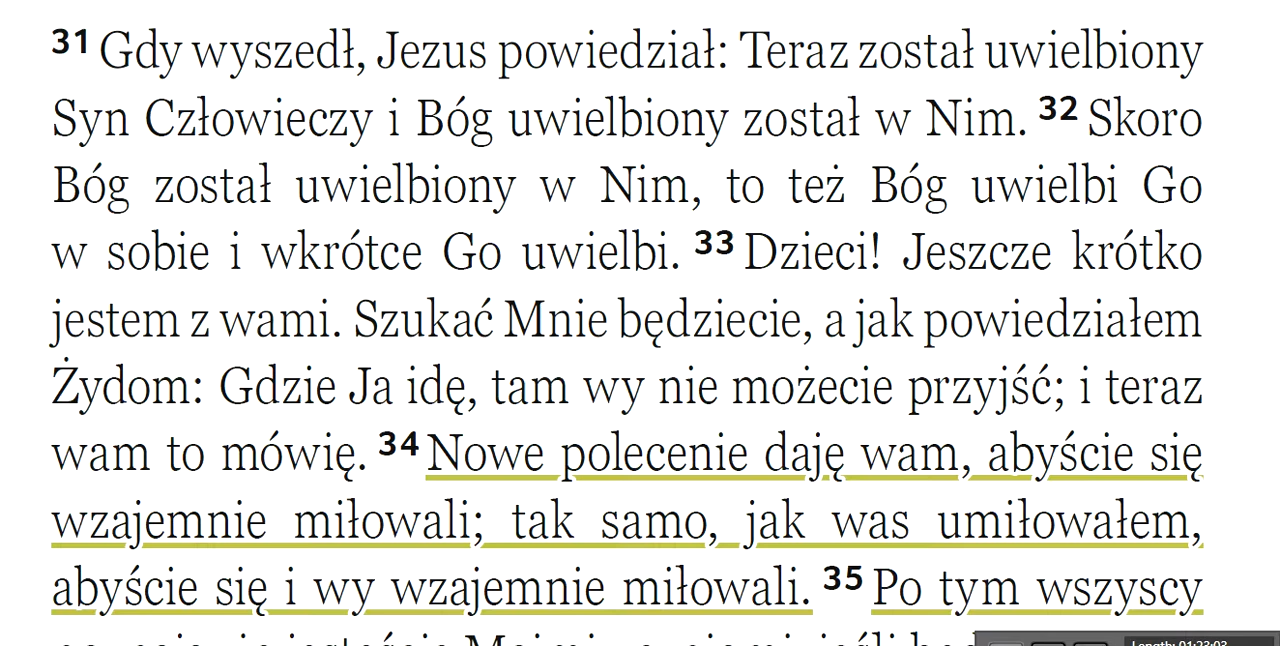 31 Gdy wyszedł, Jezus powiedział: Teraz został uwielbiony
Syn Człowieczy i Bóg uwielbiony został w Nim. 32 Skoro
Bóg został uwielbiony w Nim, to też Bóg uwielbi Go
w sobie i wkrótce Go uwielbi. 33 Dzieci! Jeszcze krótko
jestem z wami. Szukać Mnie będziecie, a jak powiedziałem
Żydom: Gdzie Ja idę, tam wy nie możecie przyjść; i teraz
wam to mówię. 34 Nowe polecenie daję wam, abyście się
wzajemnie miłowali; tak samo, jak was umiłowałem,
abyście się i wy wzajemnie miłowali. 35 Po tym wszyscy
Length: 01:23:03